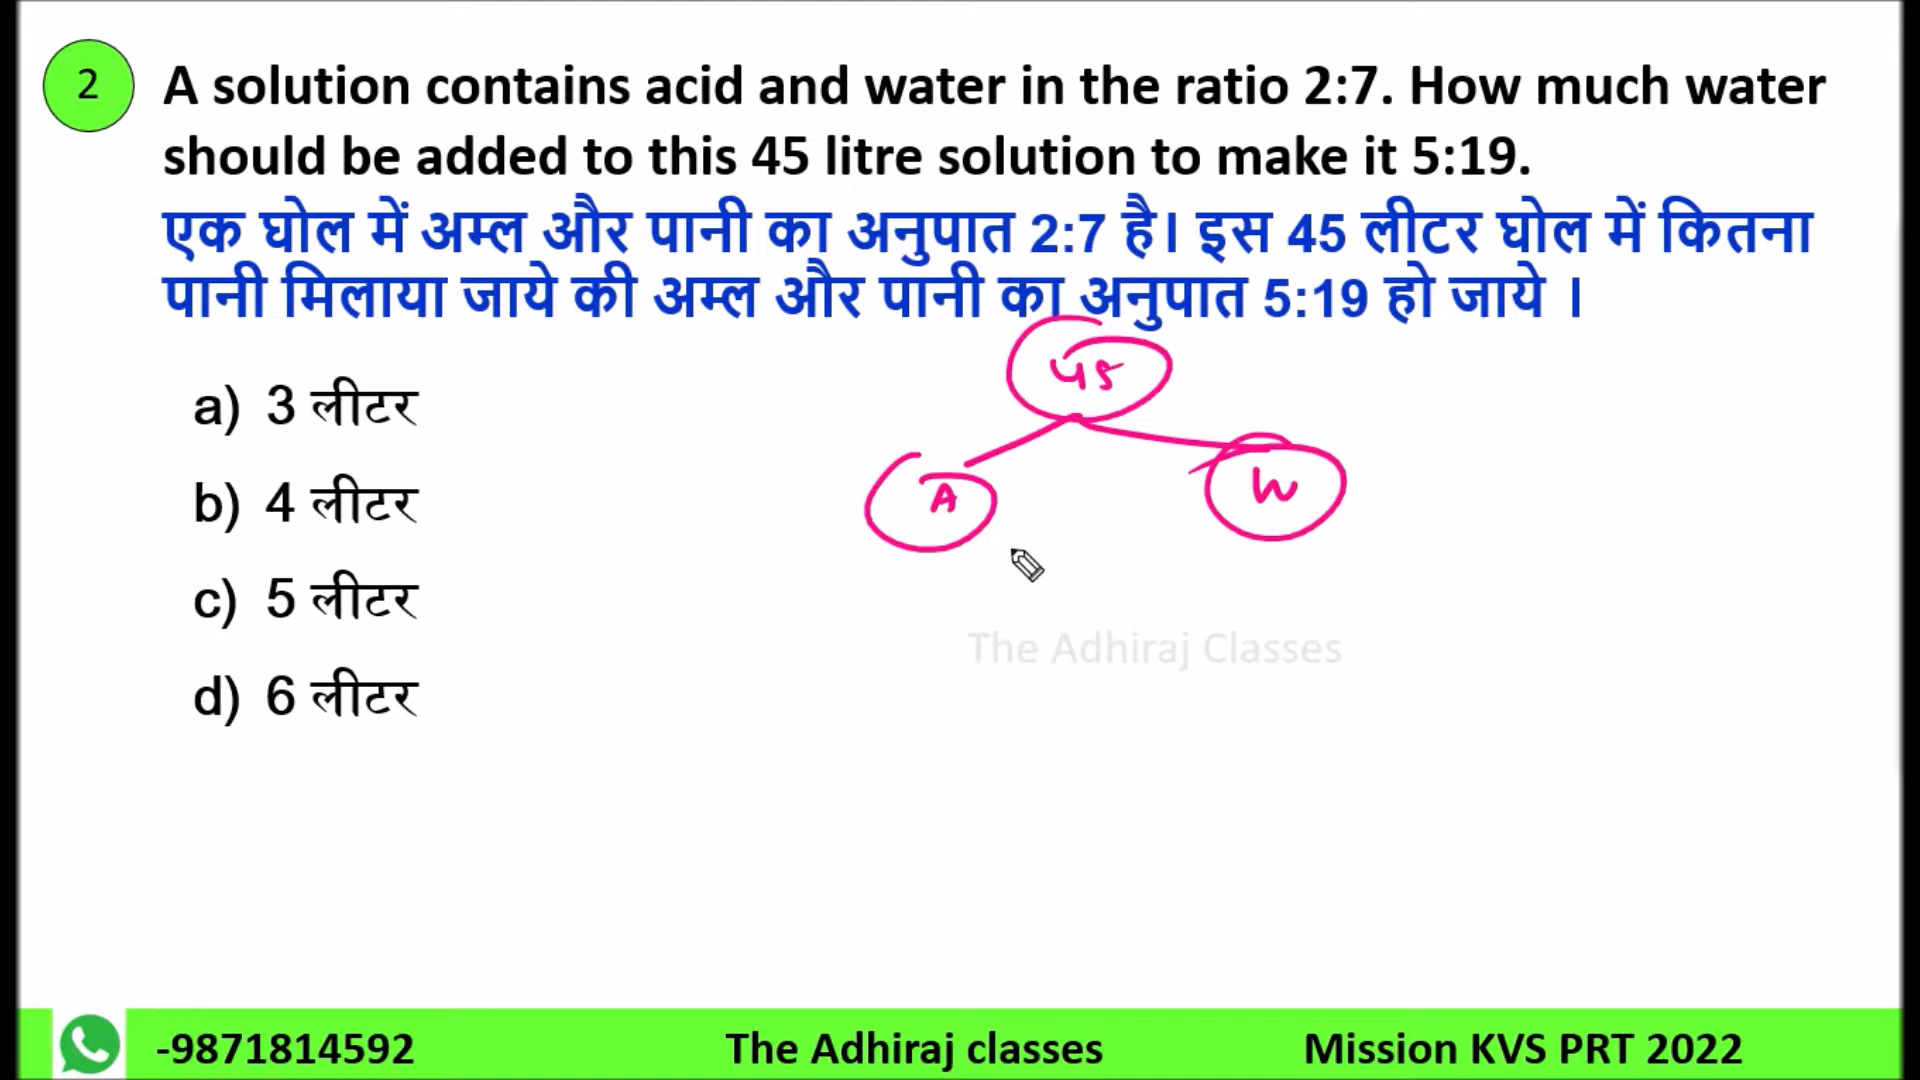 2
A solution contains acid and water in the ratio 2:7. How much water
should be added to this 45 litre solution to make it 5:19.
एक घोल में अम्ल और पानी का अनुपात 2:7 है। इस 45 लीटर घोल में कितना
पानी मिलाया जाये की अम्ल और पानी का अनुपात 5:19 हो जाये ।
45
a) 3 लीटर
A W
b) 4 लीटर
c) 5 लीटर
The Adhiraj Classes
d) 6 लीटर
-9871814592 The Adhiraj classes Mission KVS PRT 2022